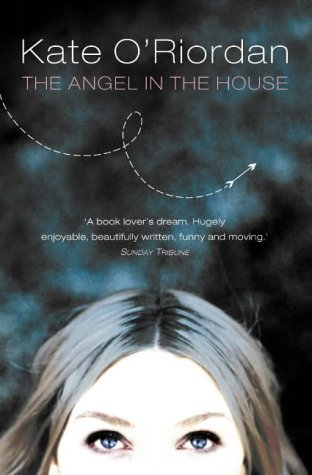 Kate O'Riordan
THE ANGEL IN THE HOUSE
'A book lover's dream. Hugely
enjoyable, beautifully written, funny and moving.'
SUNDAY TRIBUNE